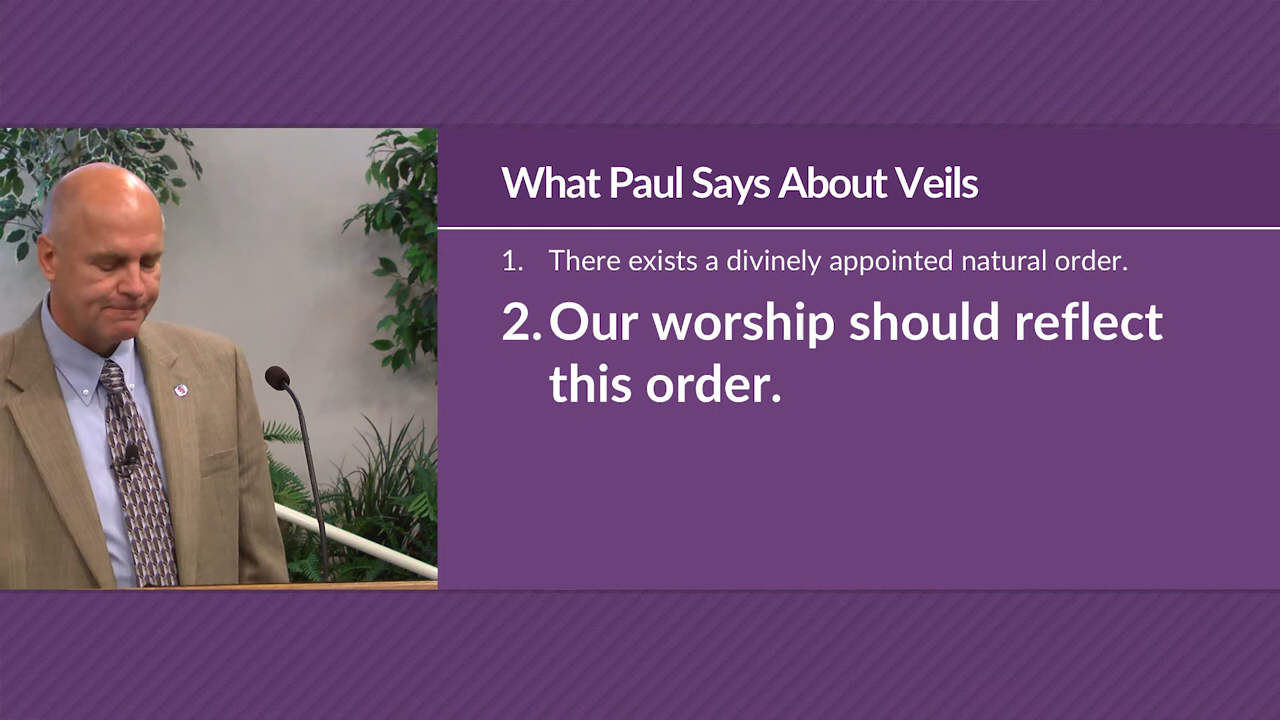 What Paul Says About Veils
1. There exists a divinely appointed natural order.
2. Our worship should reflect
this order.